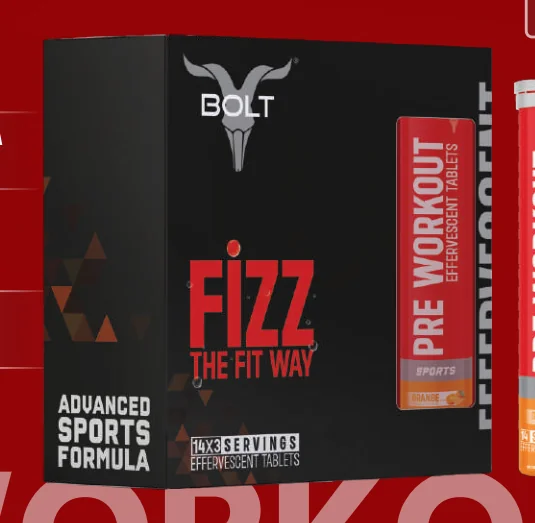 BOLT
®
FIZZ
THE FIT WAY
ADVANCED
SPORTS
FORMULA
14X3 SERVINGS
EFFERVESCENT TABLETS
PRE WORKOUT
EFFERVESCENT TABLETS
SPORTS
ORANGE
EFFERVESCENT
WORKO